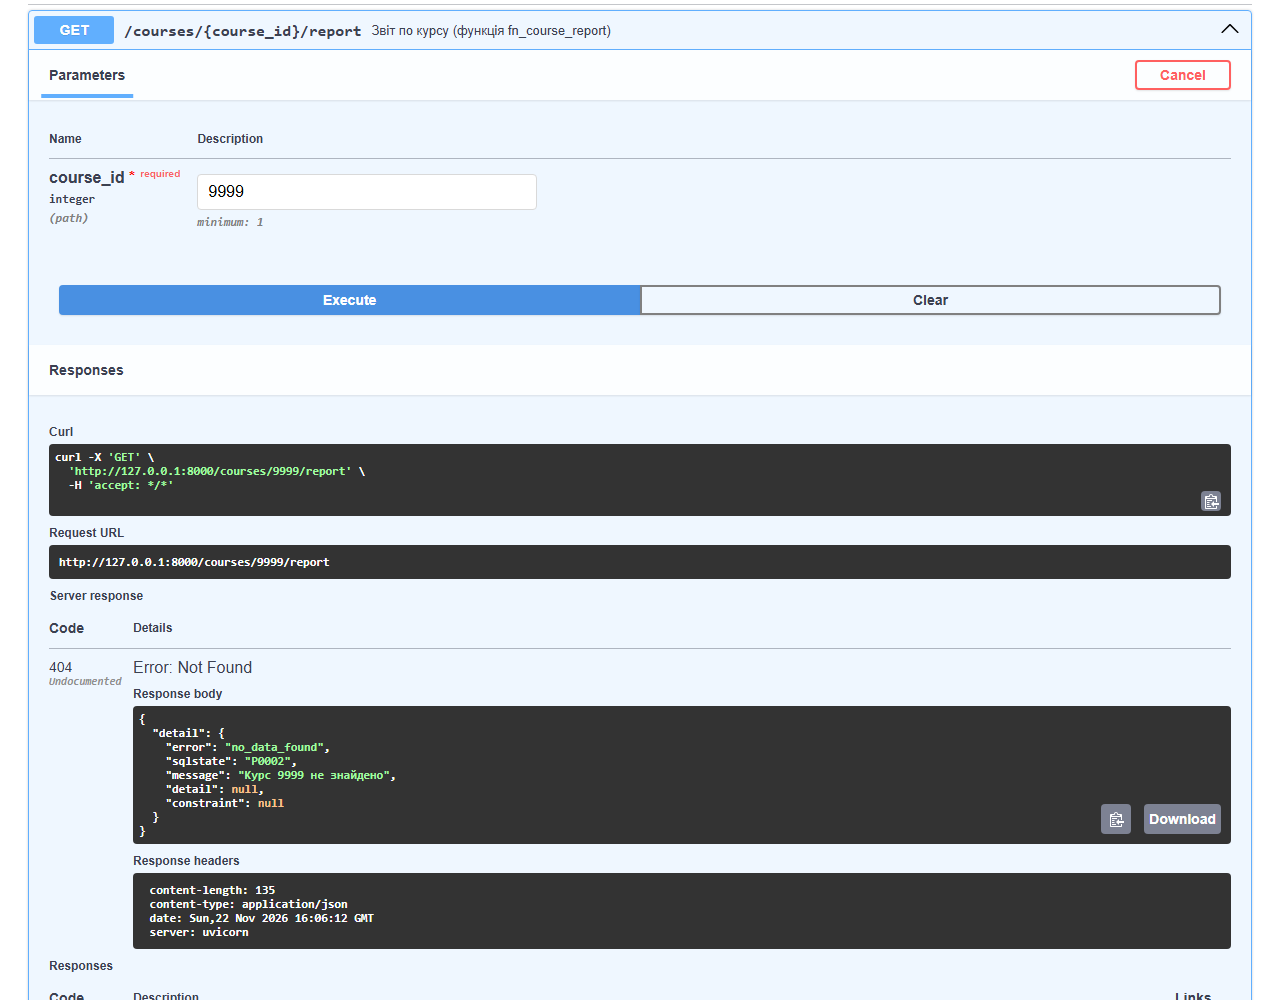 GET /courses/{course_id}/report Звіт по курсу (функція fn_course_report)
Parameters Cancel
Name Description
course_id * required 9999
integer
(path) minimum: 1
Execute Clear
Responses
Curl
curl -X 'GET' \
'http://127.0.0.1:8000/courses/9999/report' \
-H 'accept: */*'
Request URL
http://127.0.0.1:8000/courses/9999/report
Server response
Code Details
404 Error: Not Found
Undocumented
Response body
{
"detail": {
"error": "no_data_found",
"sqlstate": "P0002",
"message": "Курс 9999 не знайдено",
"detail": null,
"constraint": null
}
}
Download
Response headers
content-length: 135
content-type: application/json
date: Sun,22 Nov 2026 16:06:12 GMT
server: uvicorn
Responses
Code Description Links